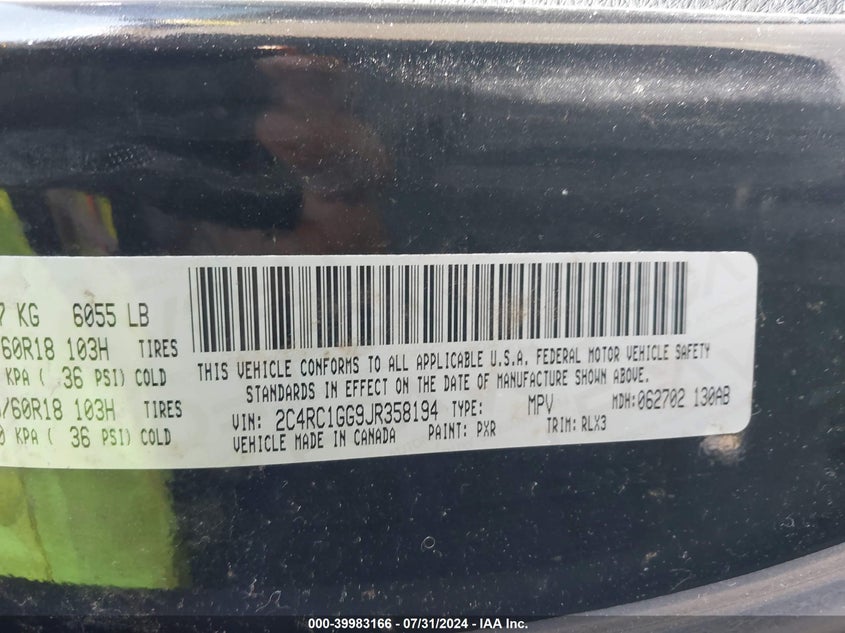 7 KG 6055 LB
/60R18 103H TIRES
KPA ( 36 PSI) COLD
/60R18 103H TIRES
0 KPA ( 36 PSI) COLD
THIS VEHICLE CONFORMS TO ALL APPLICABLE U.S.A. FEDERAL MOTOR VEHICLE SAFETY
STANDARDS IN EFFECT ON THE DATE OF MANUFACTURE SHOWN ABOVE.
VIN: 2C4RC1GG9JR358194 TYPE: MPV MDH: 062702 130AB
VEHICLE MADE IN CANADA PAINT: PXR TRIM: RLX3
000-39983166 - 07/31/2024 - IAA Inc.